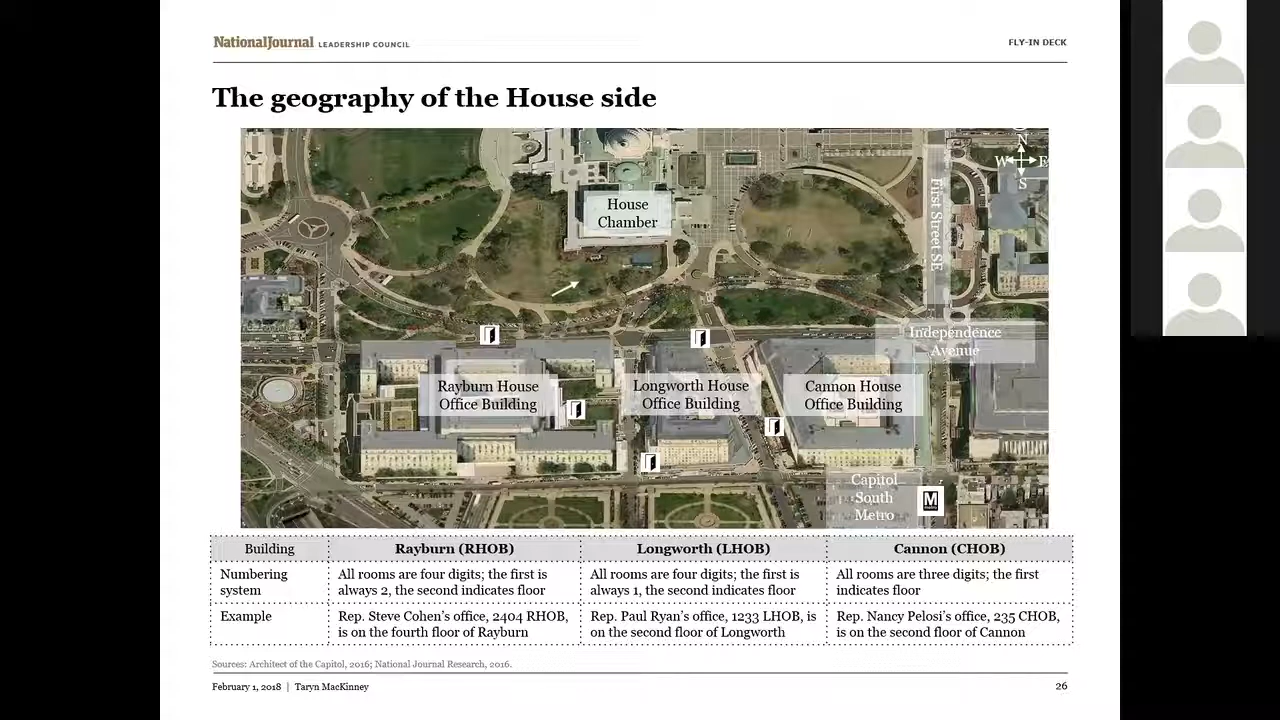 NationalJournal LEADERSHIP COUNCIL
FLY-IN DECK
The geography of the House side
N
W E
S
House
Chamber
First Street SE
Independence
Avenue
Rayburn House
Office Building
Longworth House
Office Building
Cannon House
Office Building
Capitol
South
Metro
M
Building
Rayburn (RHOB)
Longworth (LHOB)
Cannon (CHOB)
Numbering
system
All rooms are four digits; the first is
always 2, the second indicates floor
All rooms are four digits; the first is
always 1, the second indicates floor
All rooms are three digits; the first
indicates floor
Example
Rep. Steve Cohen's office, 2404 RHOB,
is on the fourth floor of Rayburn
Rep. Paul Ryan's office, 1233 LHOB, is
on the second floor of Longworth
Rep. Nancy Pelosi's office, 235 CHOB,
is on the second floor of Cannon
Sources: Architect of the Capitol, 2016; National Journal Research, 2016.
February 1, 2018 | Taryn MacKinney
26